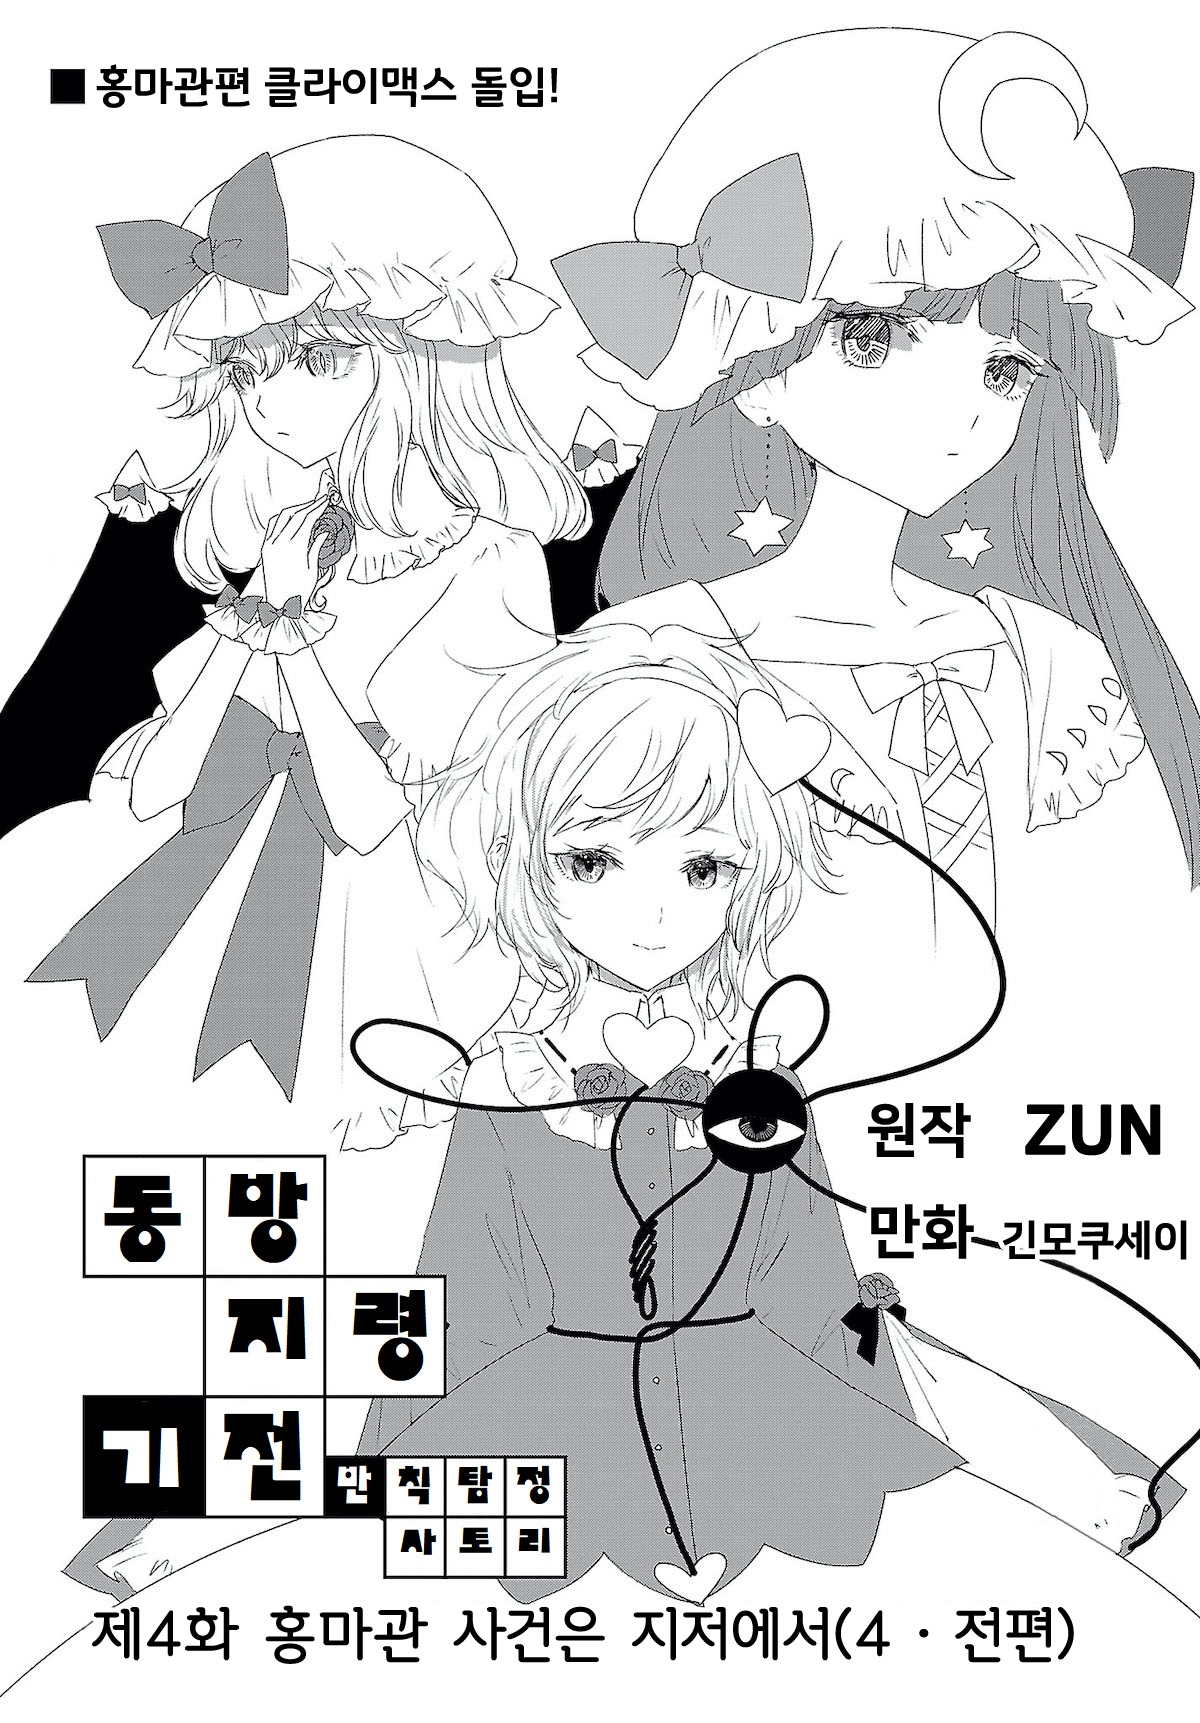 ■ 홍마관편 클라이맥스 돌입!
원작 ZUN
만화 긴모쿠세이
동방
지령
기전
반칙탐정
사토리
제4화 홍마관 사건은 지저에서(4・전편)